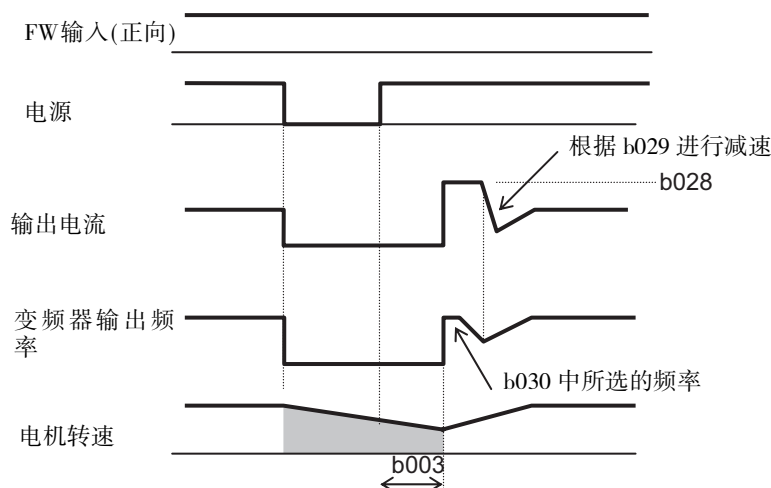 FW输入(正向)
电源
根据 b029 进行减速
b028
输出电流
变频器输出频
率
b030 中所选的频率
电机转速
b003